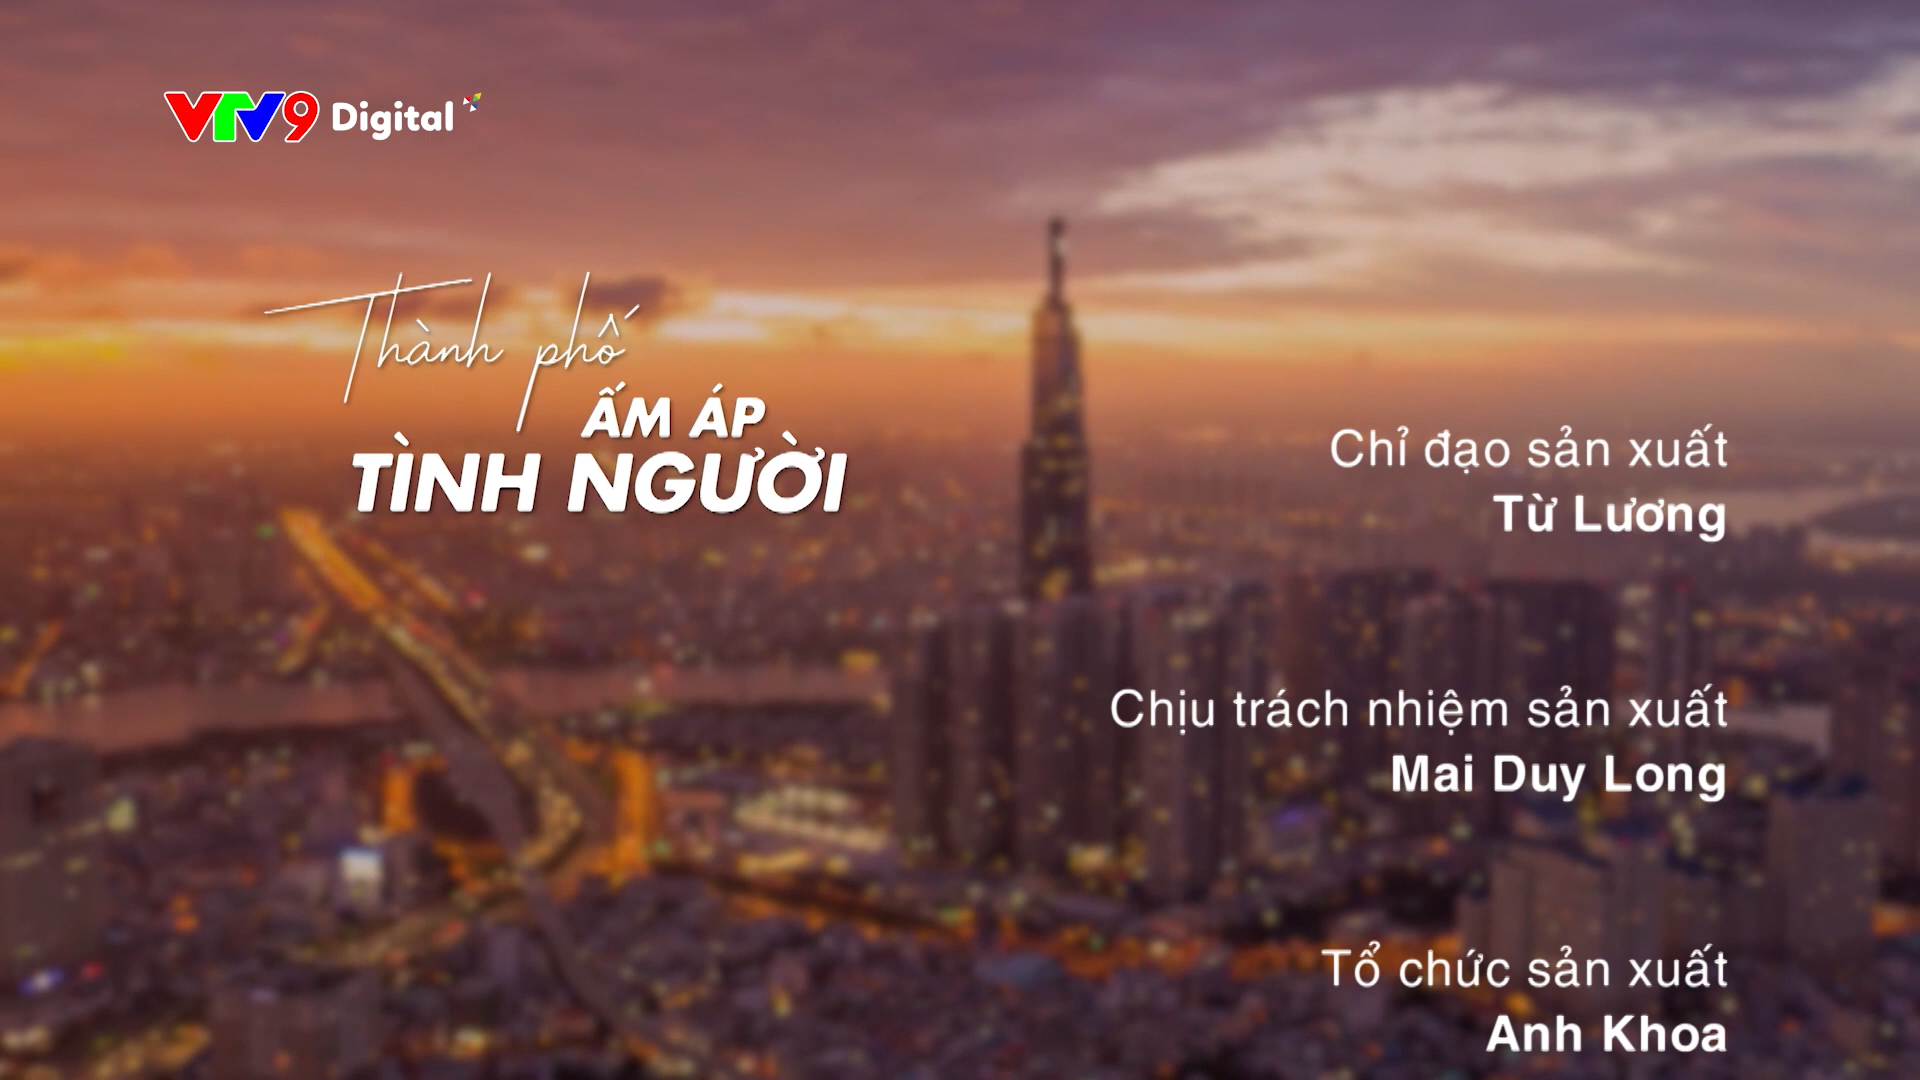 VTV9 Digital
Thành phố
ẤM ÁP
TÌNH NGƯỜI
Chỉ đạo sản xuất
Từ Lương
Chịu trách nhiệm sản xuất
Mai Duy Long
Tổ chức sản xuất
Anh Khoa